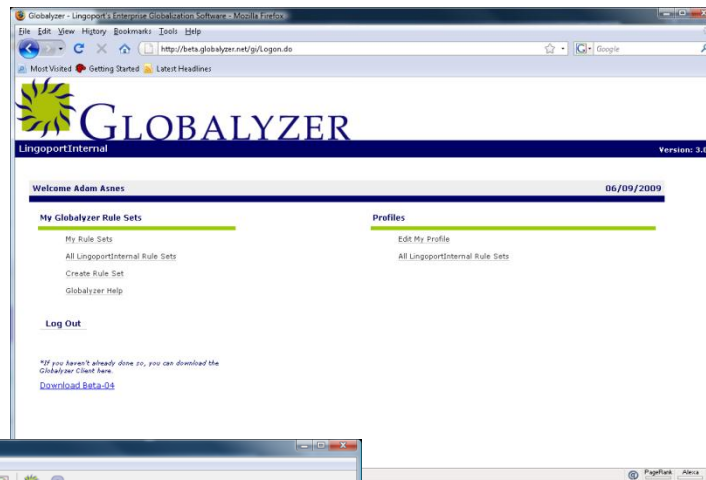 Globalyzer - Lingoport's Enterprise Globalization Software - Mozilla Firefox
File Edit View History Bookmarks Tools Help
http://beta.globalyzer.net/gi/Logon.do
Google
Most Visited Getting Started Latest Headlines
GLOBALYZER
LingoportInternal Version: 3.0
Welcome Adam Asnes 06/09/2009
My Globalyzer Rule Sets Profiles
My Rule Sets Edit My Profile
All LingoportInternal Rule Sets All LingoportInternal Rule Sets
Create Rule Set
Globalyzer Help
Log Out
*If you haven't already done so, you can download the
Globalyzer Client here.
Download Beta-04
PageRank Alexa